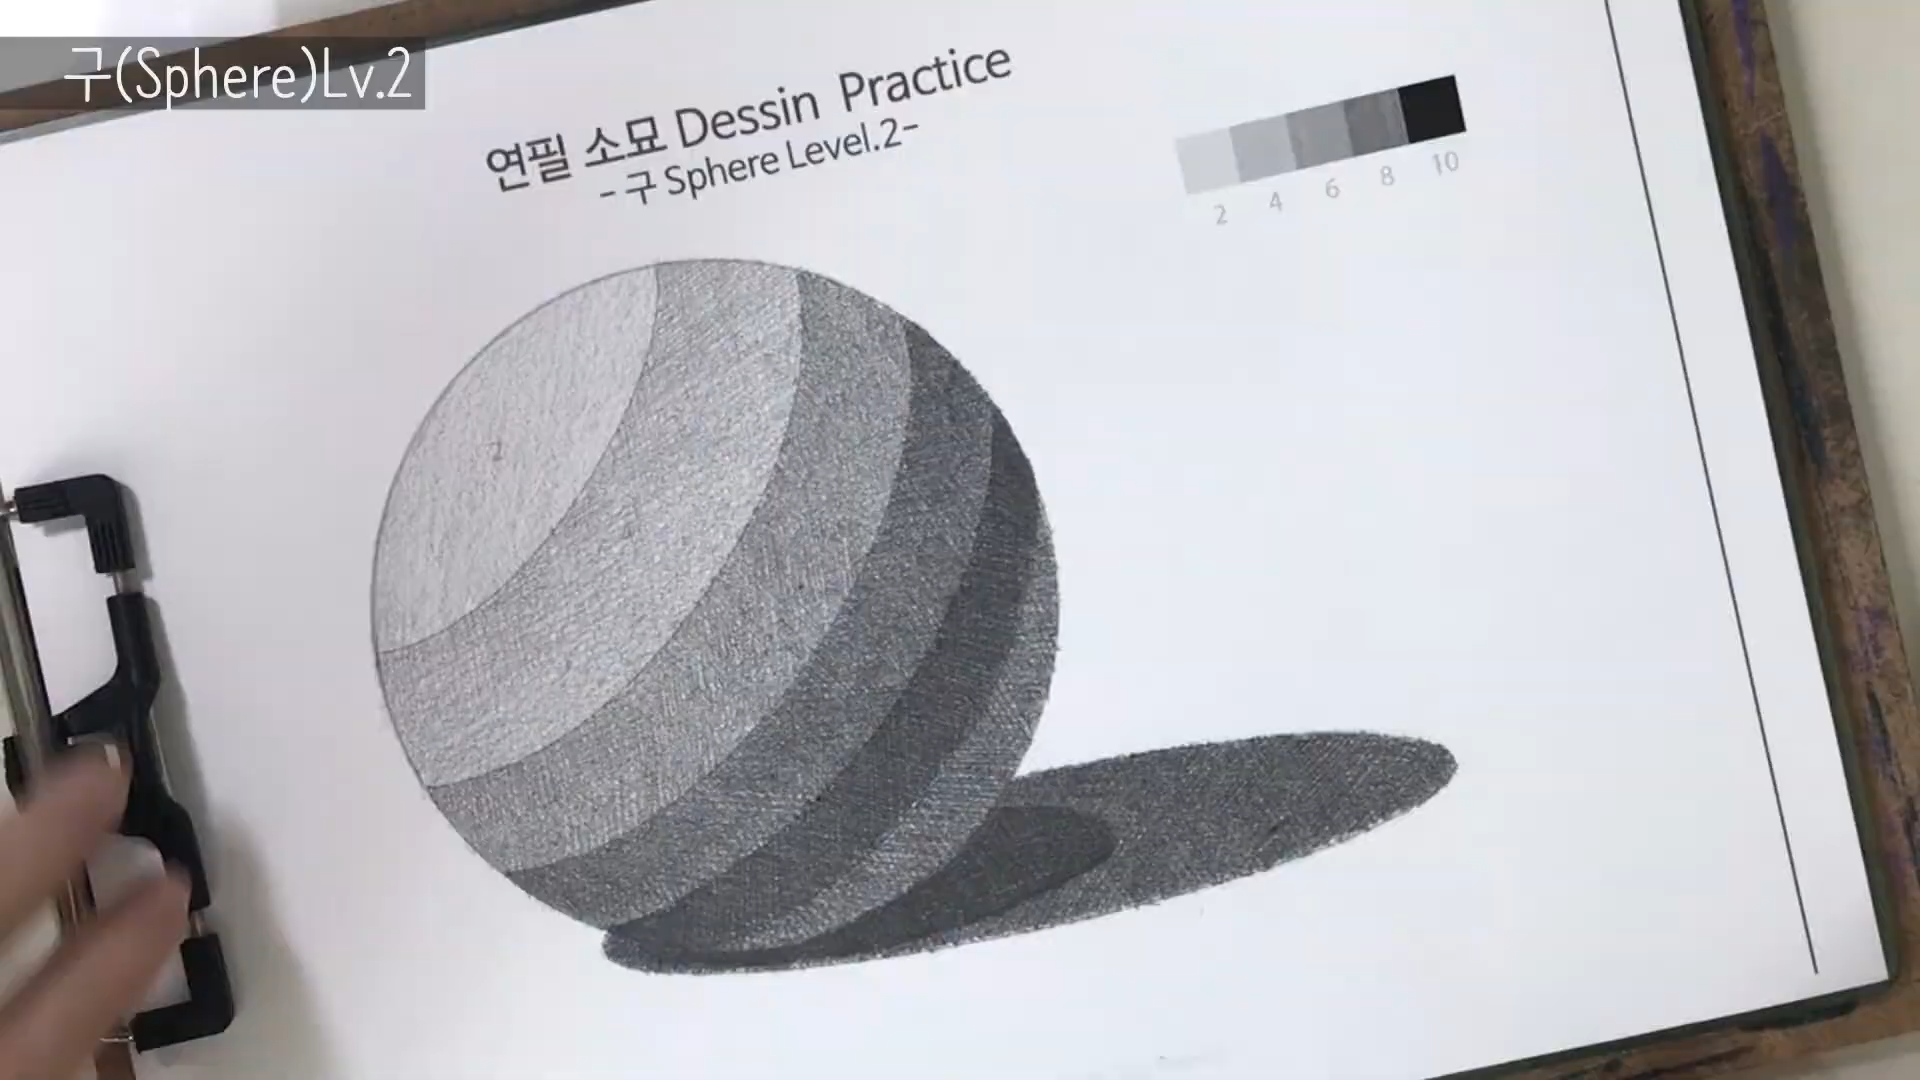 구(Sphere)Lv.2
연필 소묘 Dessin Practice
- 구 Sphere Level.2-
2 4 6 8 10
2